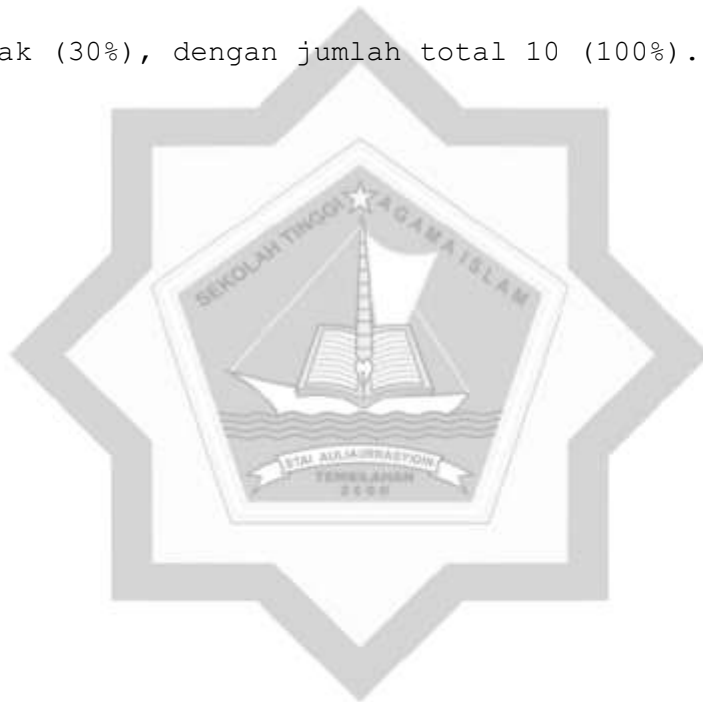 ak (30%), dengan jumlah total 10 (100%).
SEKOLAH TINGGI AGAMA ISLAM
STAI AULIAURRASYIDIN
TEMBILAHAN